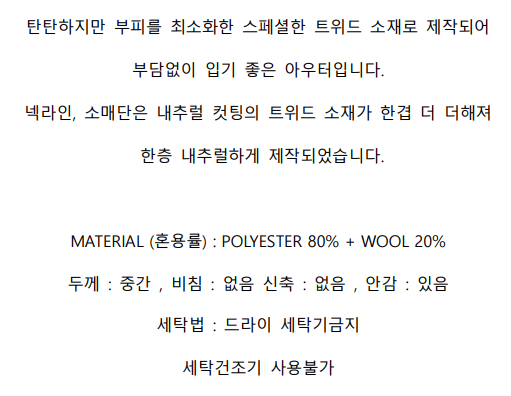 탄탄하지만 부피를 최소화한 스페셜한 트위드 소재로 제작되어
부담없이 입기 좋은 아우터입니다.
넥라인, 소매단은 내추럴 컷팅의 트위드 소재가 한겹 더 더해져
한층 내추럴하게 제작되었습니다.
MATERIAL (혼용률) : POLYESTER 80% + WOOL 20%
두께 : 중간 , 비침 : 없음 신축 : 없음 , 안감 : 있음
세탁법 : 드라이 세탁기금지
세탁건조기 사용불가